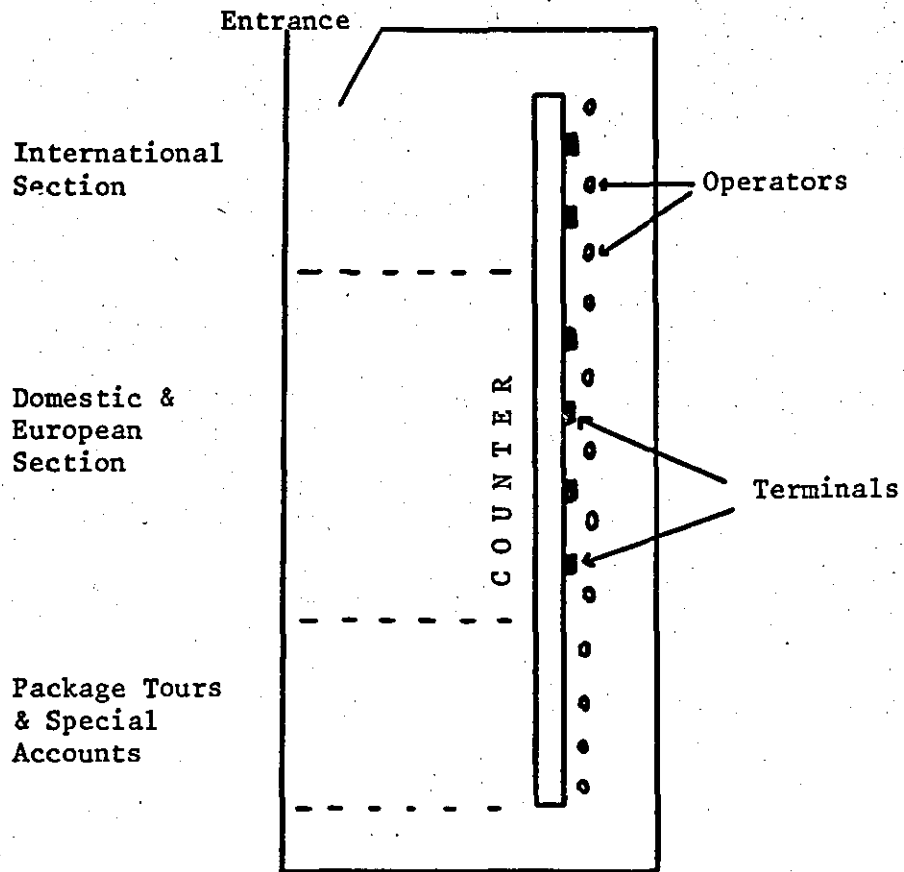 Entrance
International
Section
Operators
Domestic &
European
Section
COUNTER
Terminals
Package Tours
& Special
Accounts